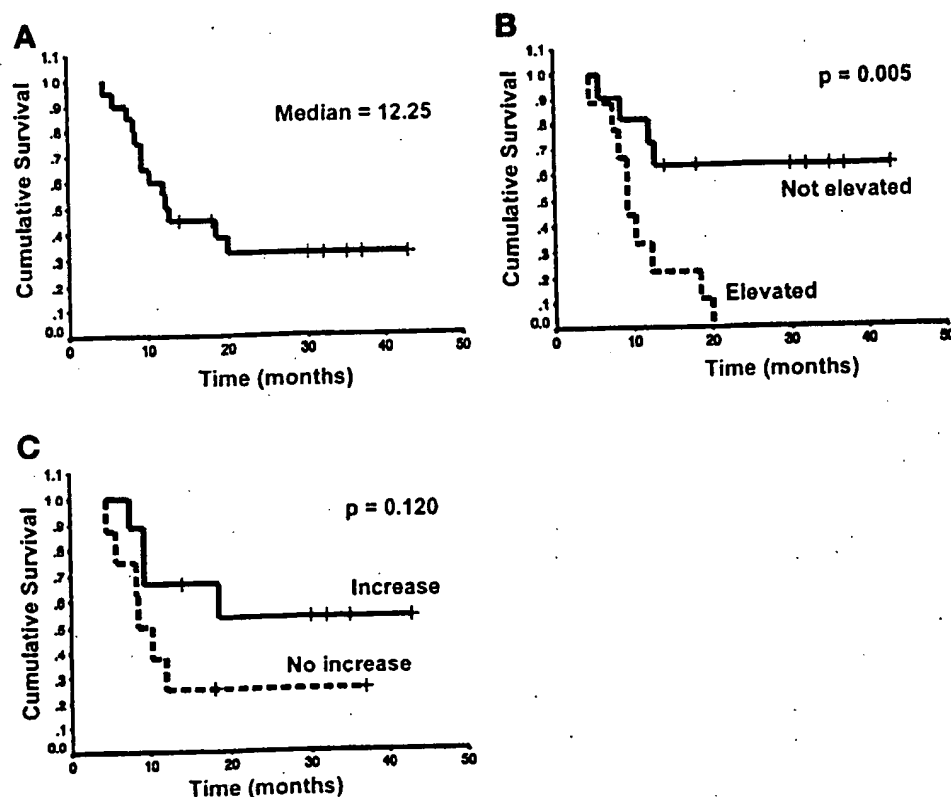 A
Cumulative Survival
1.1
1.0
.9
.8
.7
.6
.5
.4
.3
.2
.1
0.0
Median = 12.25
0 10 20 30 40 50
Time (months)
B
Cumulative Survival
1.1
1.0
.9
.8
.7
.6
.5
.4
.3
.2
.1
0.0
p = 0.005
Not elevated
Elevated
0 10 20 30 40 50
Time (months)
C
Cumulative Survival
1.1
1.0
.9
.8
.7
.6
.5
.4
.3
.2
.1
0.0
p = 0.120
Increase
No increase
0 10 20 30 40 50
Time (months)